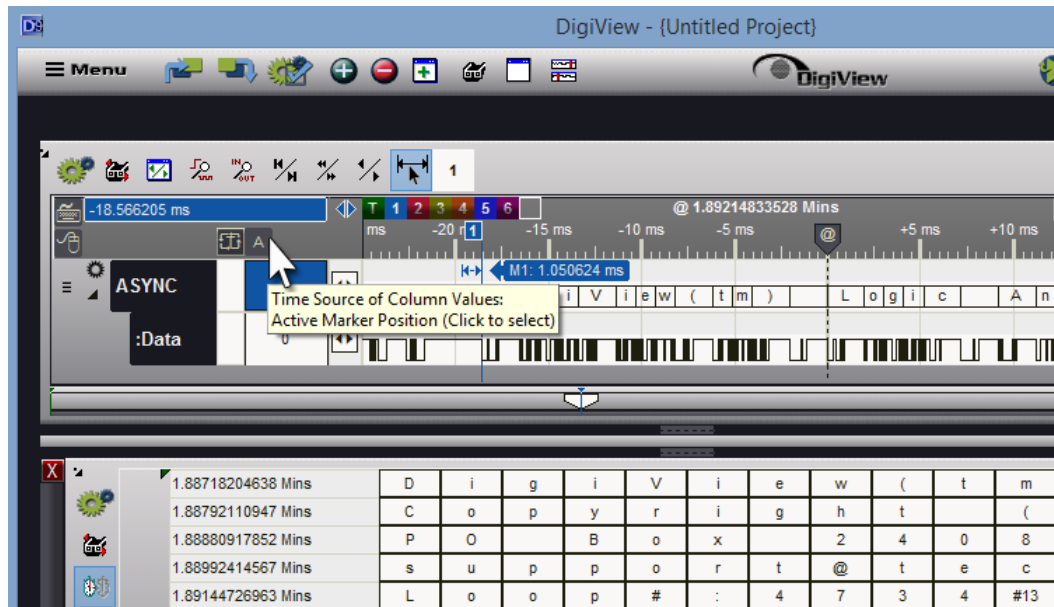 D9 DigiView - {Untitled Project}
Menu DigiView
IN OUT 1
-18.566205 ms T 1 2 3 4 5 6 @ 1.89214833528 Mins
A ms -20 1 -15 ms -10 ms -5 ms @ +5 ms +10 ms
ASYNC M1: 1.050624 ms
Time Source of Column Values:
Active Marker Position (Click to select)
i V i e w ( t m ) L o g i c A n
:Data 0
X
1.88718204638 Mins D i g i V i e w ( t m
1.88792110947 Mins C o p y r i g h t (
1.88880917852 Mins P O B o x 2 4 0 8
1.88992414567 Mins s u p p o r t @ t e c
1.89144726963 Mins L o o p # : 4 7 3 4 #13